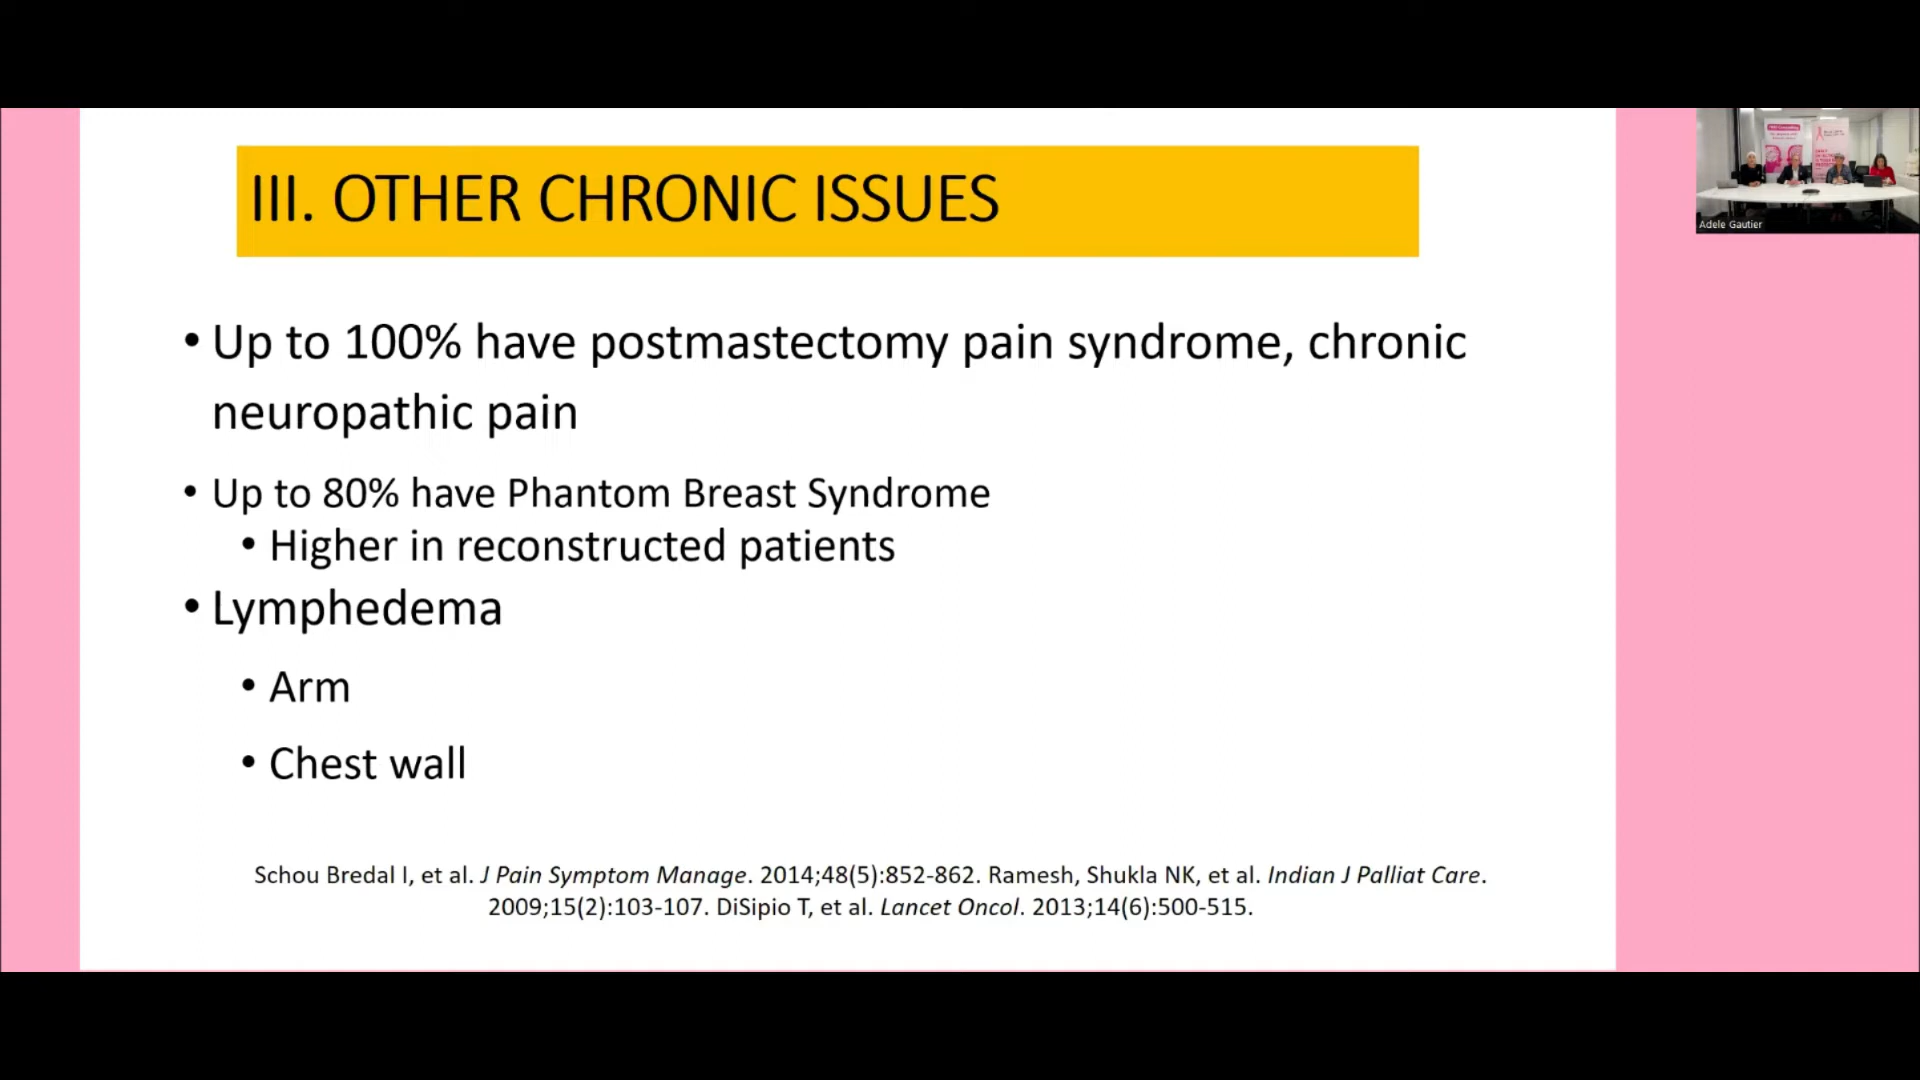 III. OTHER CHRONIC ISSUES
• Up to 100% have postmastectomy pain syndrome, chronic
neuropathic pain
• Up to 80% have Phantom Breast Syndrome
• Higher in reconstructed patients
• Lymphedema
• Arm
• Chest wall
Schou Bredal I, et al. J Pain Symptom Manage. 2014;48(5):852-862. Ramesh, Shukla NK, et al. Indian J Palliat Care.
2009;15(2):103-107. DiSipio T, et al. Lancet Oncol. 2013;14(6):500-515.
Adele Gautier